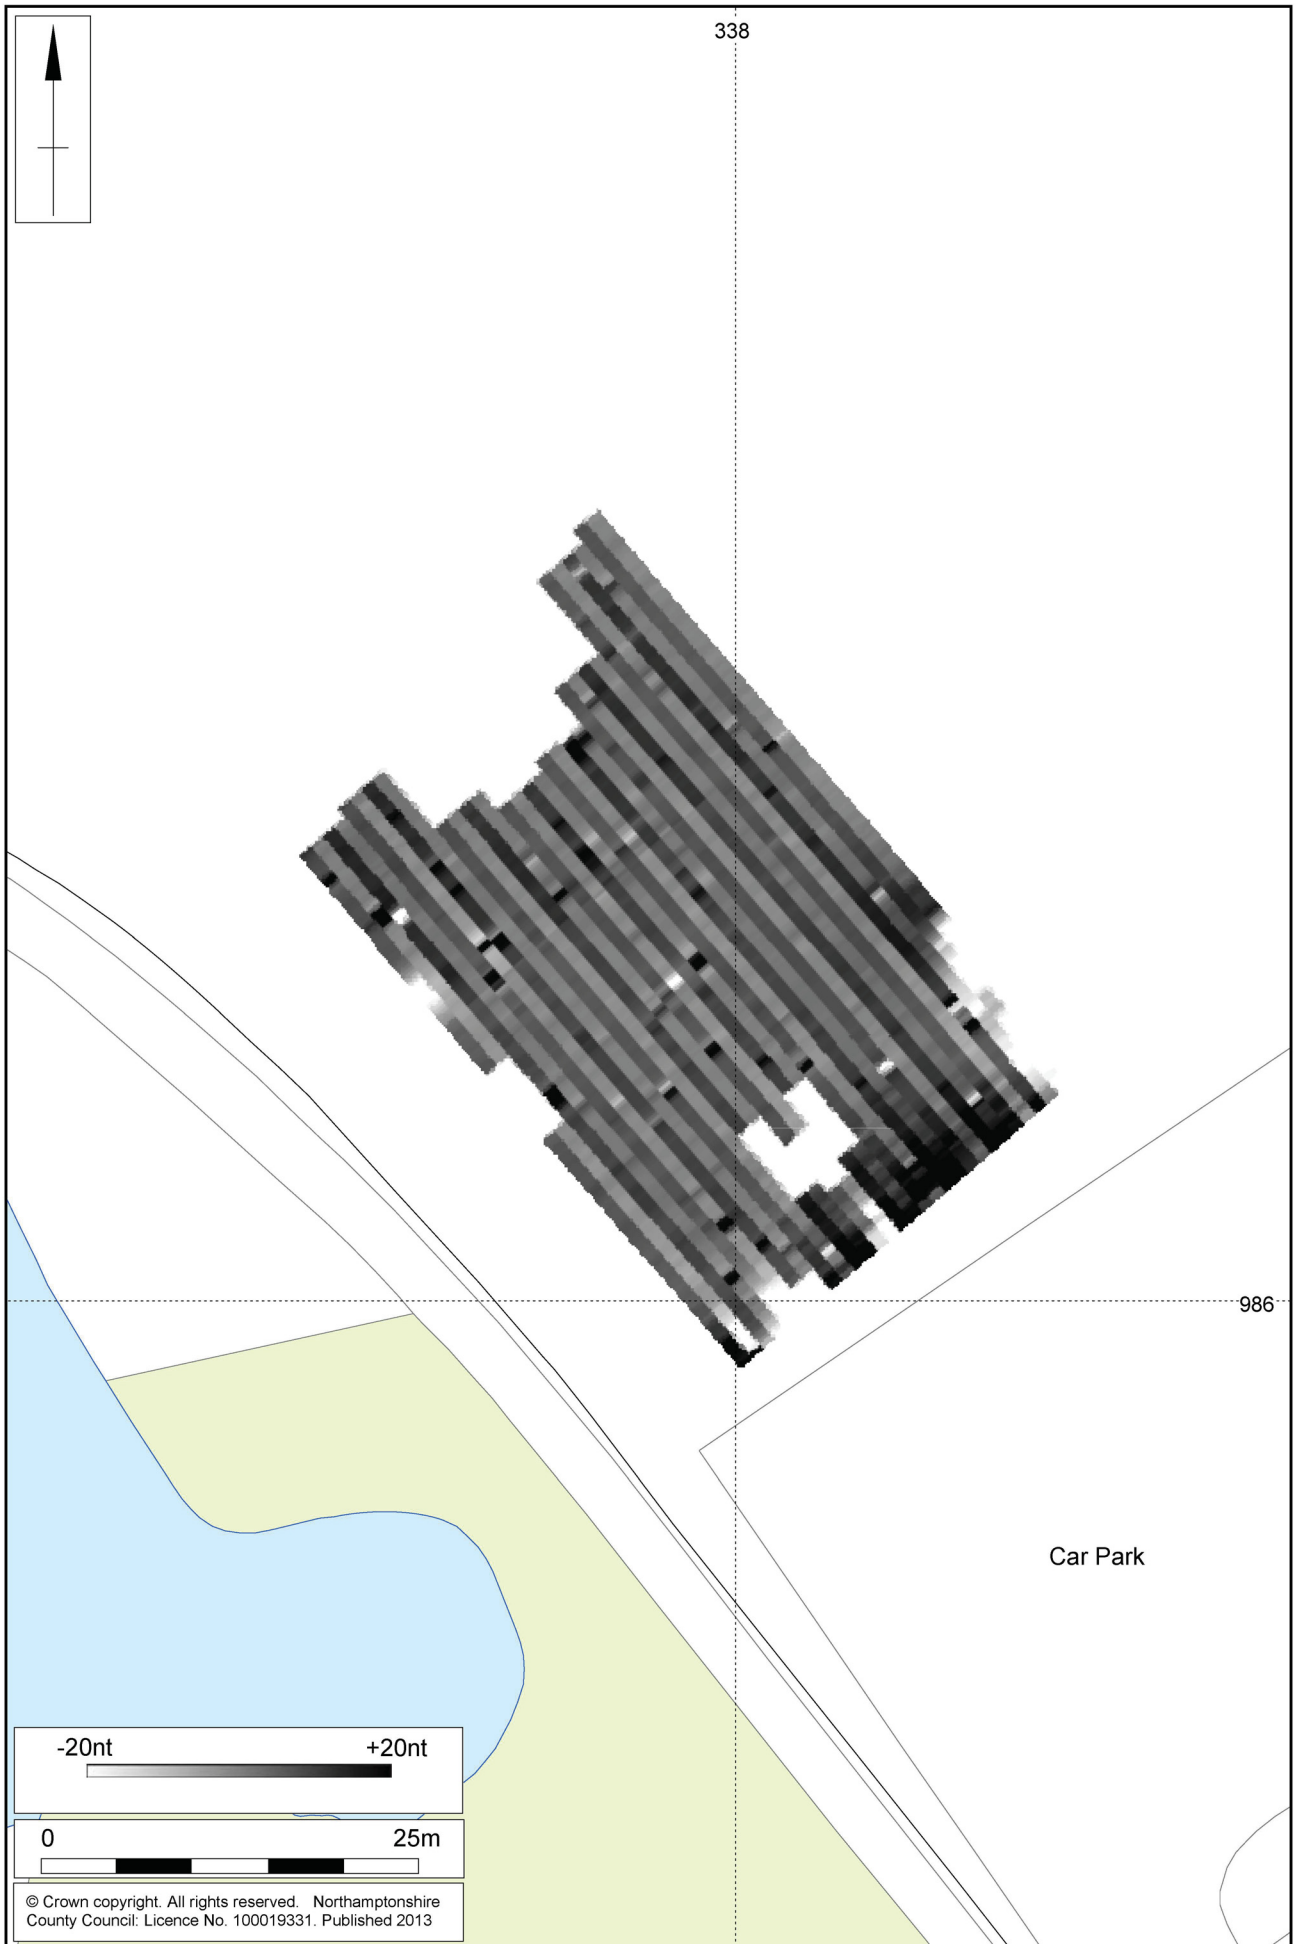 338
986
Car Park
-20nt +20nt
0 25m
© Crown copyright. All rights reserved. Northamptonshire
County Council: Licence No. 100019331. Published 2013